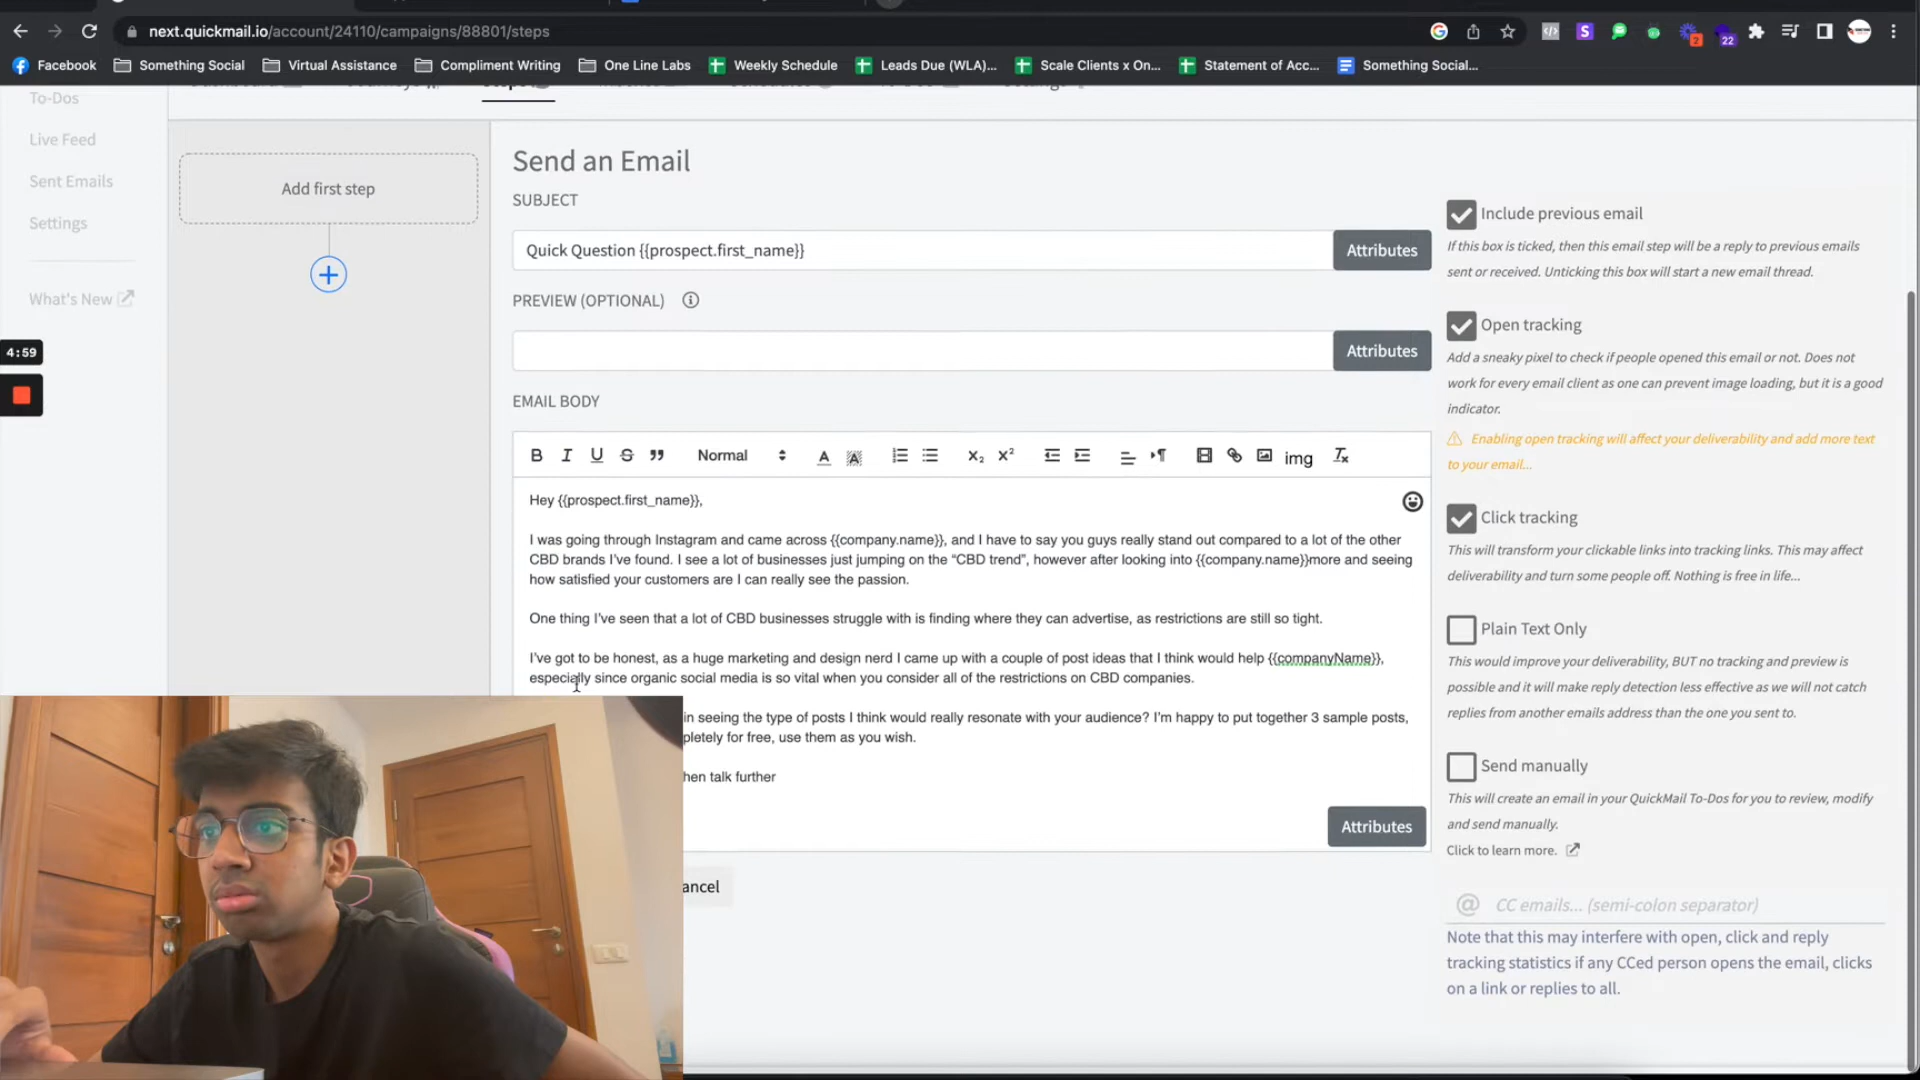 next.quickmail.io/account/24110/campaigns/88801/steps
2
22
Facebook
Something Social
Virtual Assistance
Compliment Writing
One Line Labs
Weekly Schedule
Leads Due (WLA)...
Scale Clients x On...
Statement of Acc...
Something Social...
To-Dos
Live Feed
Sent Emails
Settings
What's New
4:59
Add first step
Send an Email
SUBJECT
Quick Question {{prospect.first_name}}
Attributes
PREVIEW (OPTIONAL)
Attributes
EMAIL BODY
Normal
img
Hey {{prospect.first_name}},
I was going through Instagram and came across {{company.name}}, and I have to say you guys really stand out compared to a lot of the other
CBD brands I've found. I see a lot of businesses just jumping on the “CBD trend”, however after looking into {{company.name}}more and seeing
how satisfied your customers are I can really see the passion.
One thing I've seen that a lot of CBD businesses struggle with is finding where they can advertise, as restrictions are still so tight.
I've got to be honest, as a huge marketing and design nerd I came up with a couple of post ideas that I think would help {{companyName}},
especially since organic social media is so vital when you consider all of the restrictions on CBD companies.
in seeing the type of posts I think would really resonate with your audience? I'm happy to put together 3 sample posts,
pletely for free, use them as you wish.
hen talk further
Attributes
ancel
Include previous email
If this box is ticked, then this email step will be a reply to previous emails
sent or received. Unticking this box will start a new email thread.
Open tracking
Add a sneaky pixel to check if people opened this email or not. Does not
work for every email client as one can prevent image loading, but it is a good
indicator.
Enabling open tracking will affect your deliverability and add more text
to your email...
Click tracking
This will transform your clickable links into tracking links. This may affect
deliverability and turn some people off. Nothing is free in life...
Plain Text Only
This would improve your deliverability, BUT no tracking and preview is
possible and it will make reply detection less effective as we will not catch
replies from another emails address than the one you sent to.
Send manually
This will create an email in your QuickMail To-Dos for you to review, modify
and send manually.
Click to learn more.
@ CC emails... (semi-colon separator)
Note that this may interfere with open, click and reply
tracking statistics if any CCed person opens the email, clicks
on a link or replies to all.